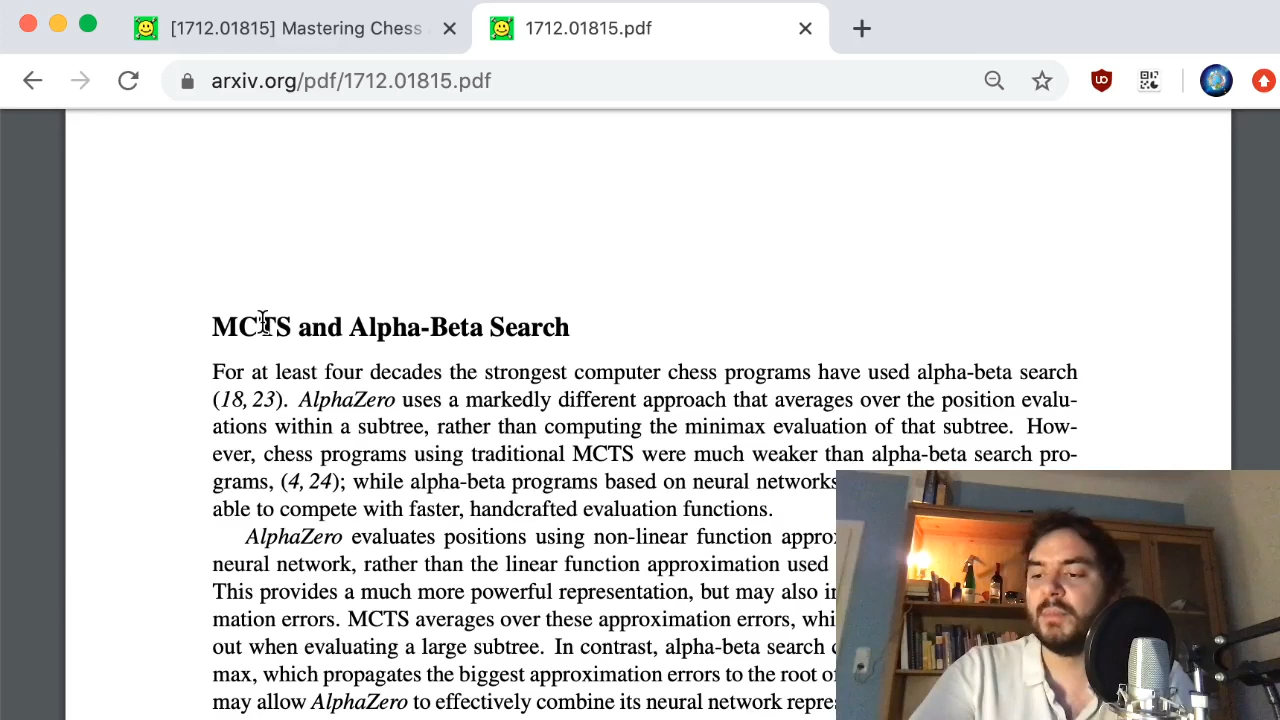 [1712.01815] Mastering Chess
1712.01815.pdf
arxiv.org/pdf/1712.01815.pdf
MCTS and Alpha-Beta Search
For at least four decades the strongest computer chess programs have used alpha-beta search
(18, 23). AlphaZero uses a markedly different approach that averages over the position evalu-
ations within a subtree, rather than computing the minimax evaluation of that subtree. How-
ever, chess programs using traditional MCTS were much weaker than alpha-beta search pro-
grams, (4, 24); while alpha-beta programs based on neural networks
able to compete with faster, handcrafted evaluation functions.
AlphaZero evaluates positions using non-linear function appro
neural network, rather than the linear function approximation used
This provides a much more powerful representation, but may also in
mation errors. MCTS averages over these approximation errors, whi
out when evaluating a large subtree. In contrast, alpha-beta search c
max, which propagates the biggest approximation errors to the root of
may allow AlphaZero to effectively combine its neural network repre